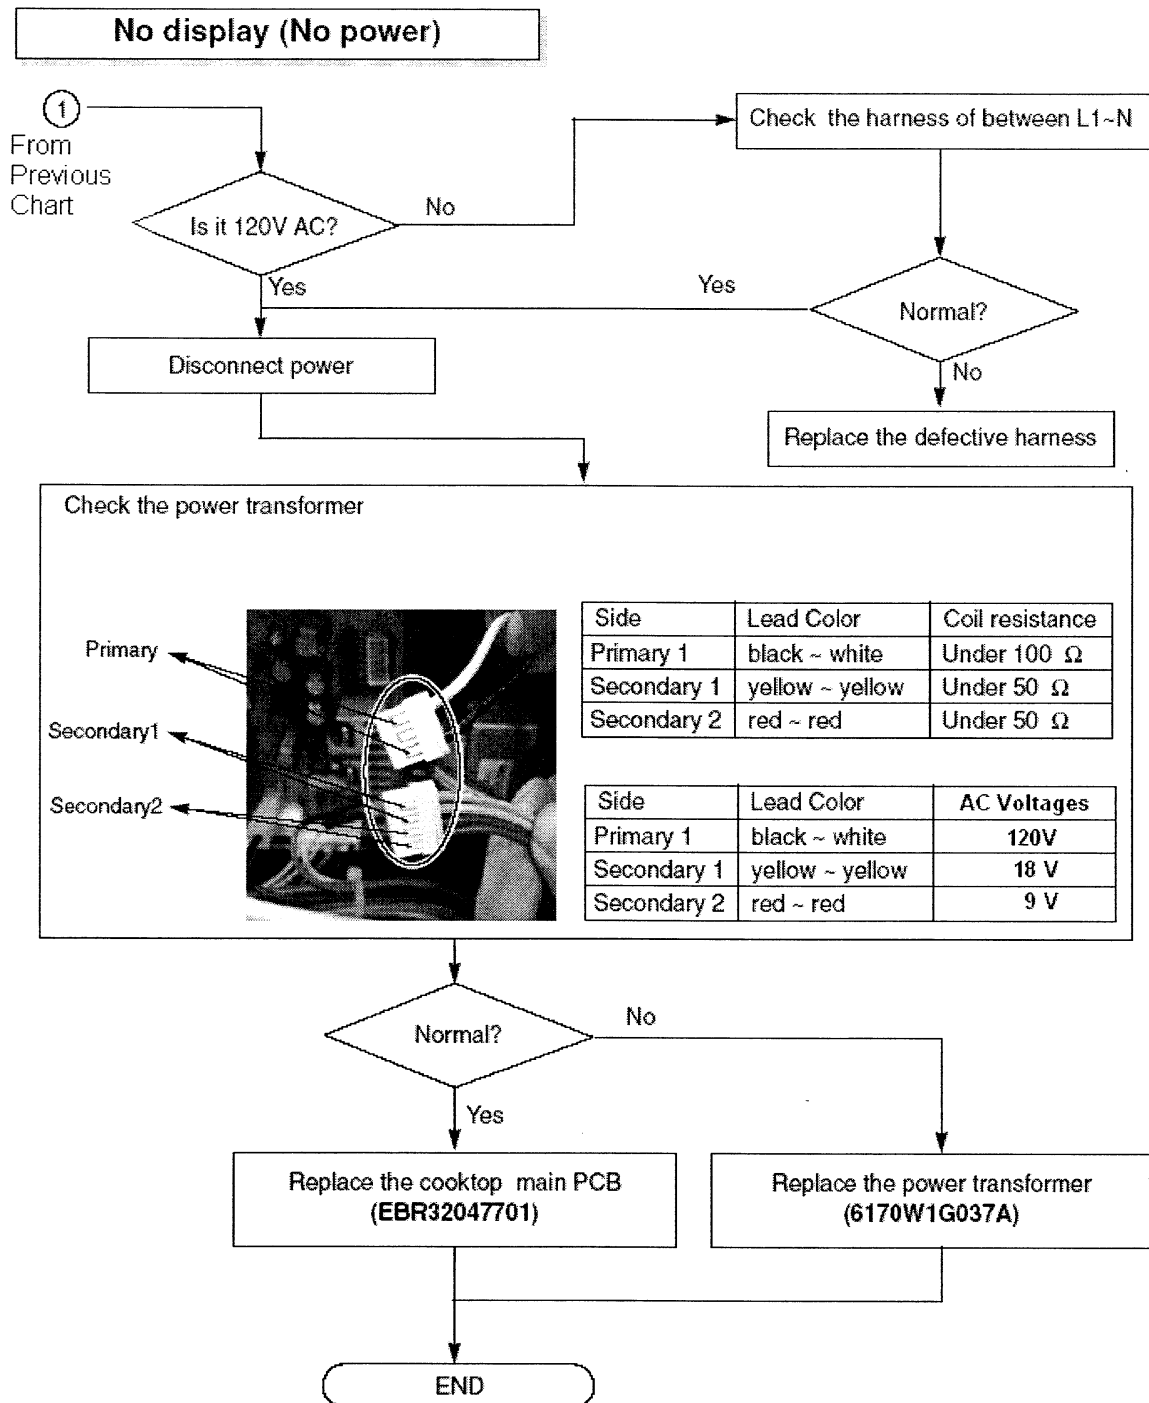 No display (No power)
1
From
Previous
Chart
Is it 120V AC?
No
Yes
Check the harness of between L1~N
Normal?
Yes
No
Replace the defective harness
Disconnect power
Check the power transformer
Primary
Secondary1
Secondary2
Side Lead Color Coil resistance
Primary 1 black ~ white Under 100 Ω
Secondary 1 yellow ~ yellow Under 50 Ω
Secondary 2 red ~ red Under 50 Ω
Side Lead Color AC Voltages
Primary 1 black ~ white 120V
Secondary 1 yellow ~ yellow 18 V
Secondary 2 red ~ red 9 V
Normal?
No
Yes
Replace the cooktop main PCB
(EBR32047701)
Replace the power transformer
(6170W1G037A)
END